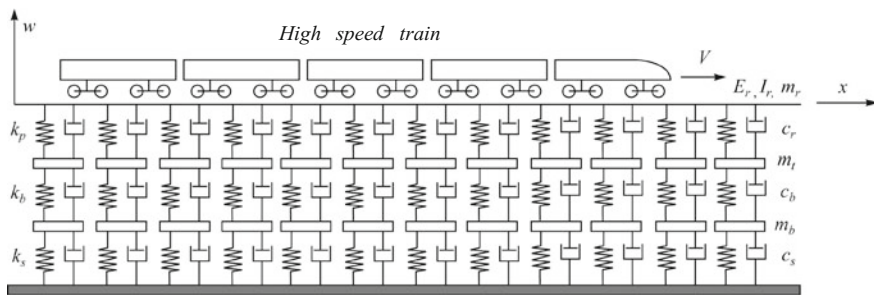 w
High speed train
V
E_r, I_r, m_r
x
k_p
c_r
m_t
k_b
c_b
m_b
k_s
c_s